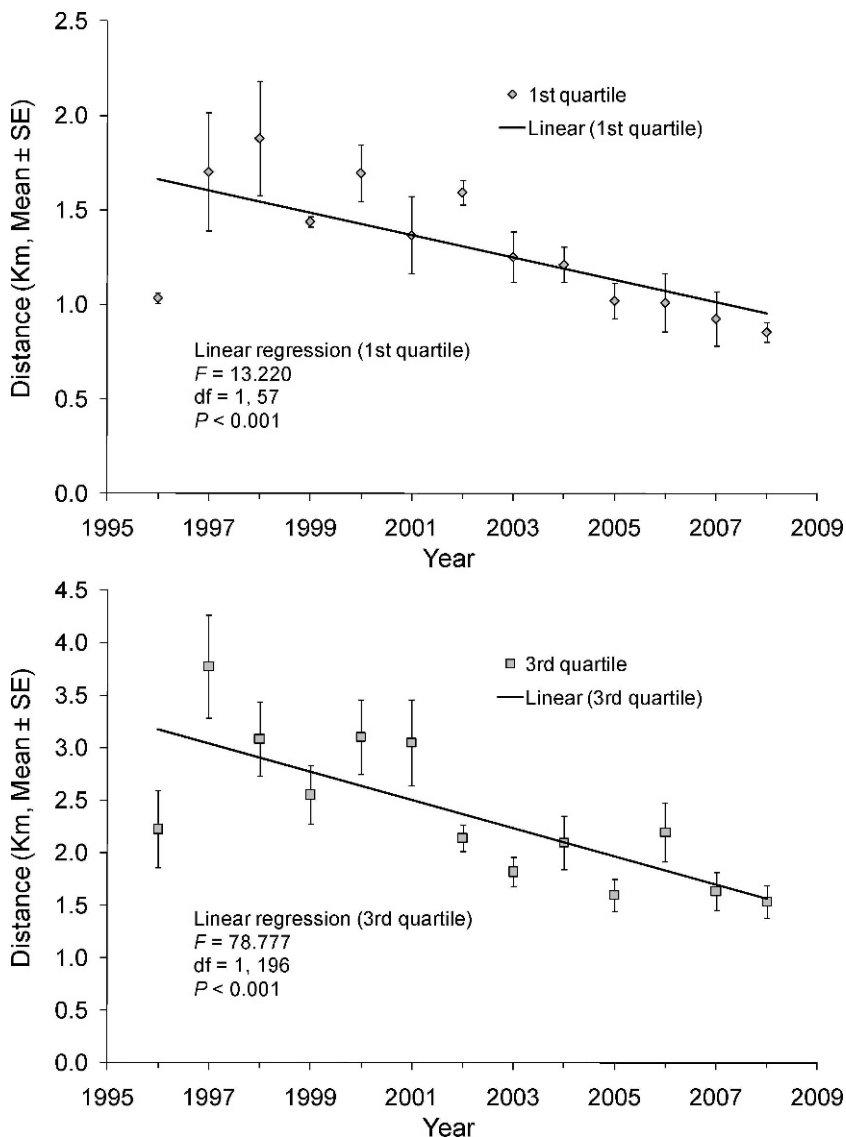 2.5
2.0
1.5
1.0
0.5
0.0
Distance (Km, Mean ± SE)
1st quartile
Linear (1st quartile)
Linear regression (1st quartile)
F = 13.220
df = 1, 57
P < 0.001
1995 1997 1999 2001 2003 2005 2007 2009
Year
4.5
4.0
3.5
3.0
2.5
2.0
1.5
1.0
0.5
0.0
Distance (Km, Mean ± SE)
3rd quartile
Linear (3rd quartile)
Linear regression (3rd quartile)
F = 78.777
df = 1, 196
P < 0.001
1995 1997 1999 2001 2003 2005 2007 2009
Year